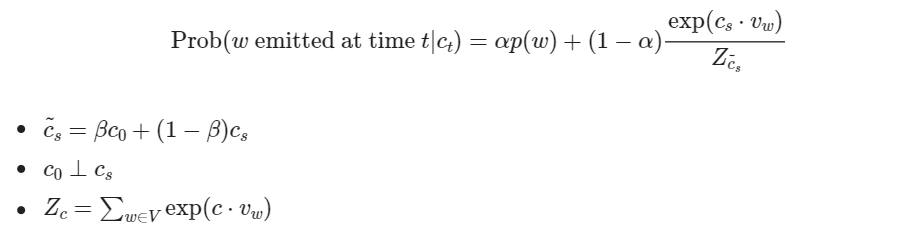 Prob(w emitted at time t|c_t) = αp(w) + (1 − α) exp(c_s · v_w) / Z_{c̃_s}
• c̃_s = βc_0 + (1 − β)c_s
• c_0 ⊥ c_s
• Z_c = ∑_{w∈V} exp(c · v_w)